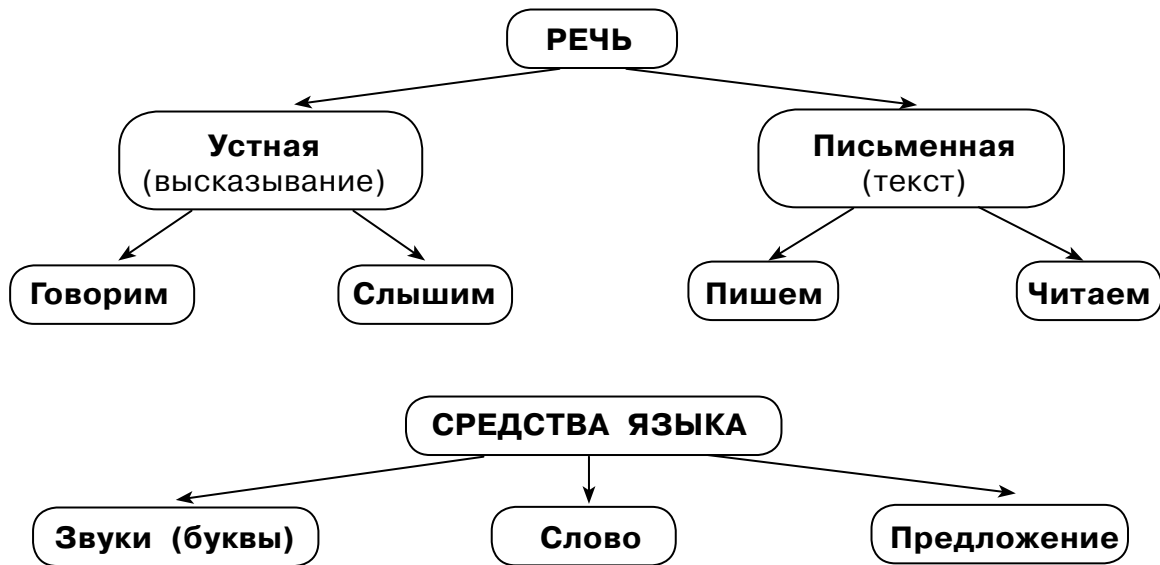 РЕЧЬ
Устная
(высказывание)
Письменная
(текст)
Говорим
Слышим
Пишем
Читаем
СРЕДСТВА ЯЗЫКА
Звуки (буквы)
Слово
Предложение